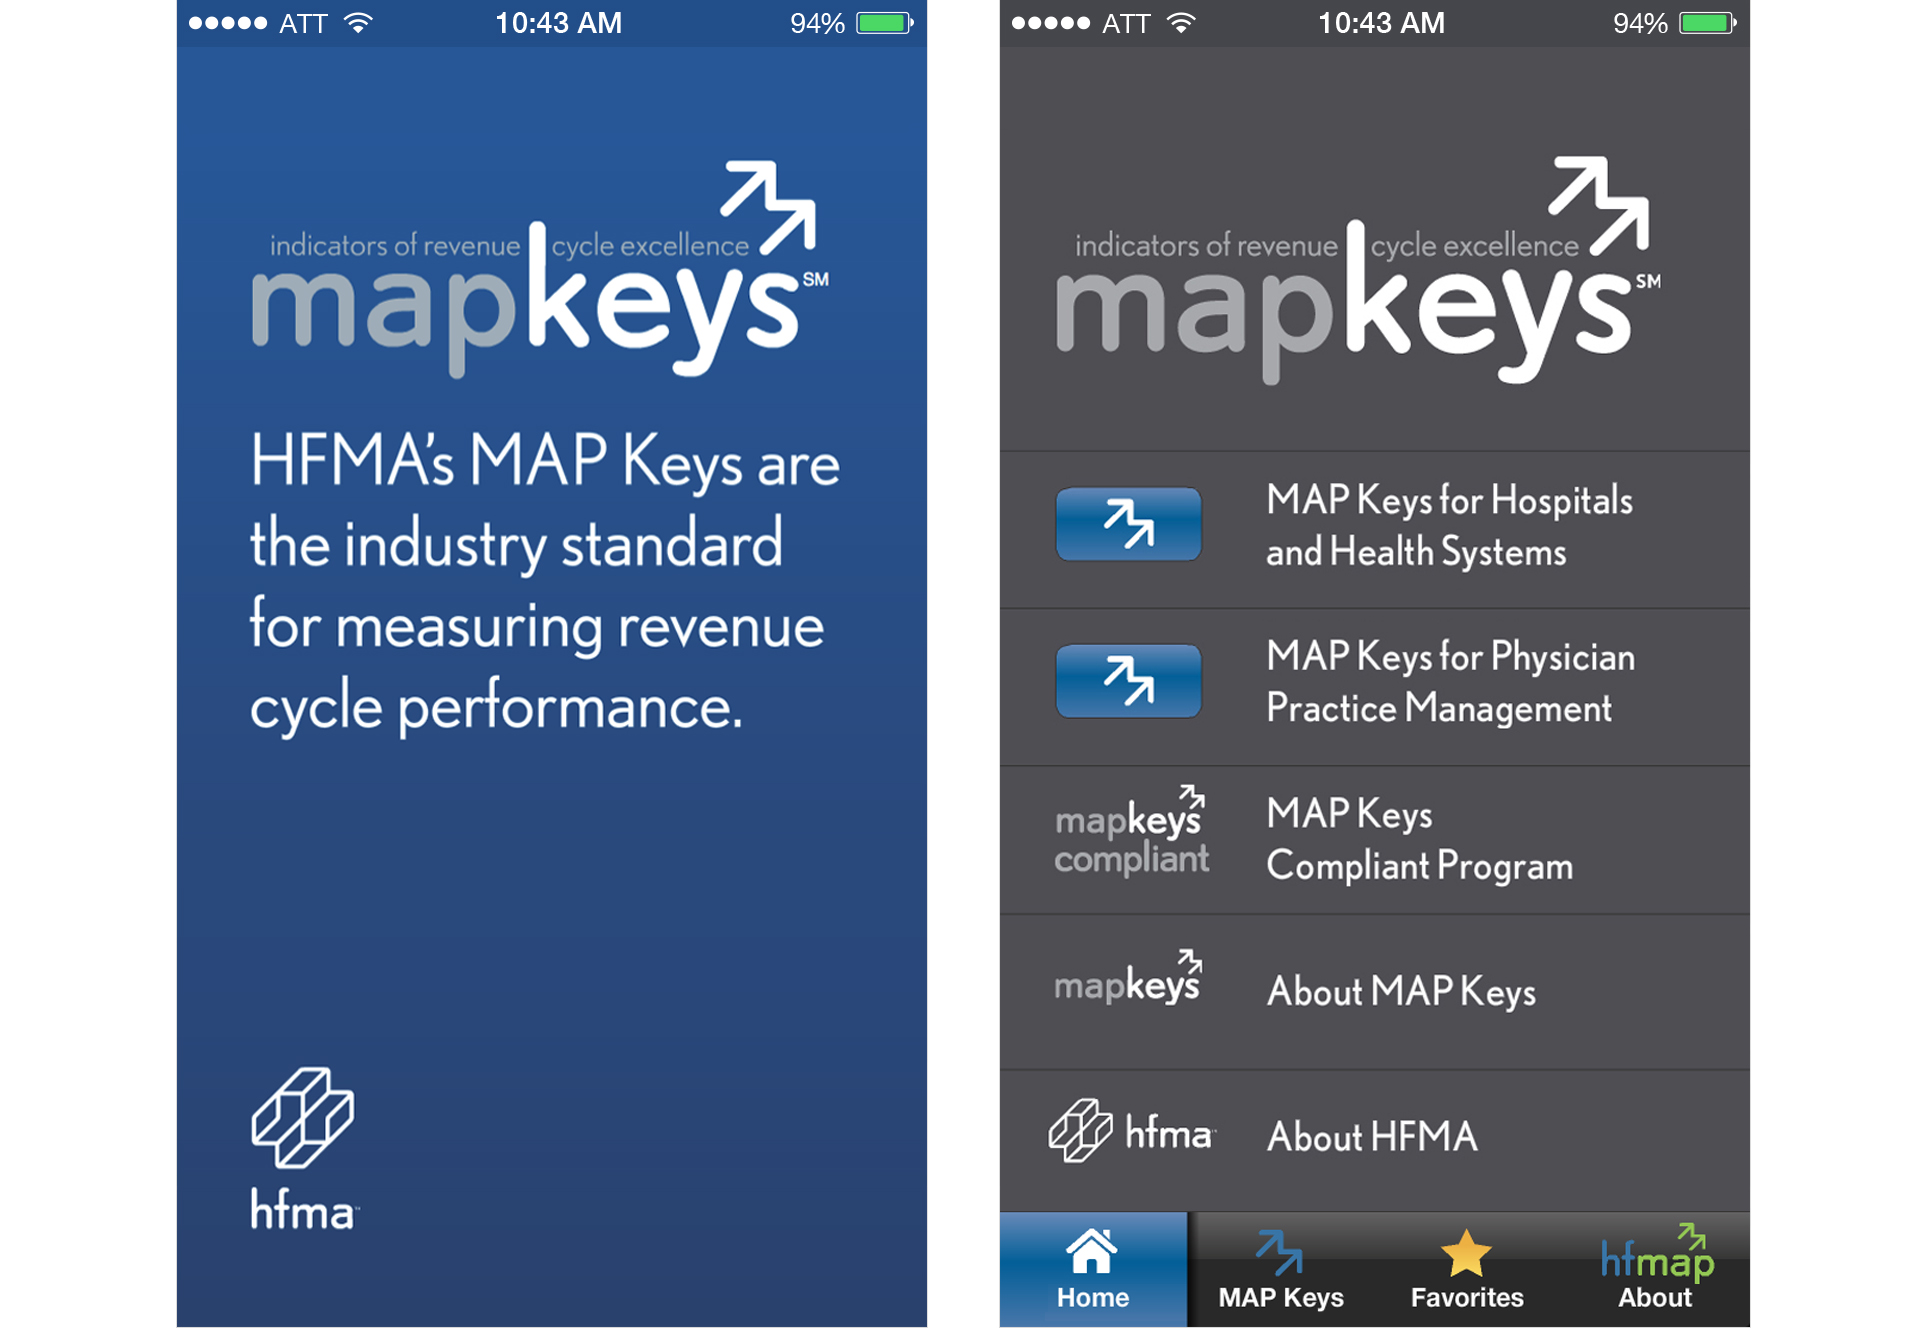 ATT 10:43 AM 94%
indicators of revenue cycle excellence
mapkeys℠
HFMA's MAP Keys are
the industry standard
for measuring revenue
cycle performance.
hfma™
ATT 10:43 AM 94%
indicators of revenue cycle excellence
mapkeys℠
MAP Keys for Hospitals
and Health Systems
MAP Keys for Physician
Practice Management
mapkeys
compliant
MAP Keys
Compliant Program
mapkeys
About MAP Keys
hfma™
About HFMA
Home
MAP Keys
Favorites
hfmap
About